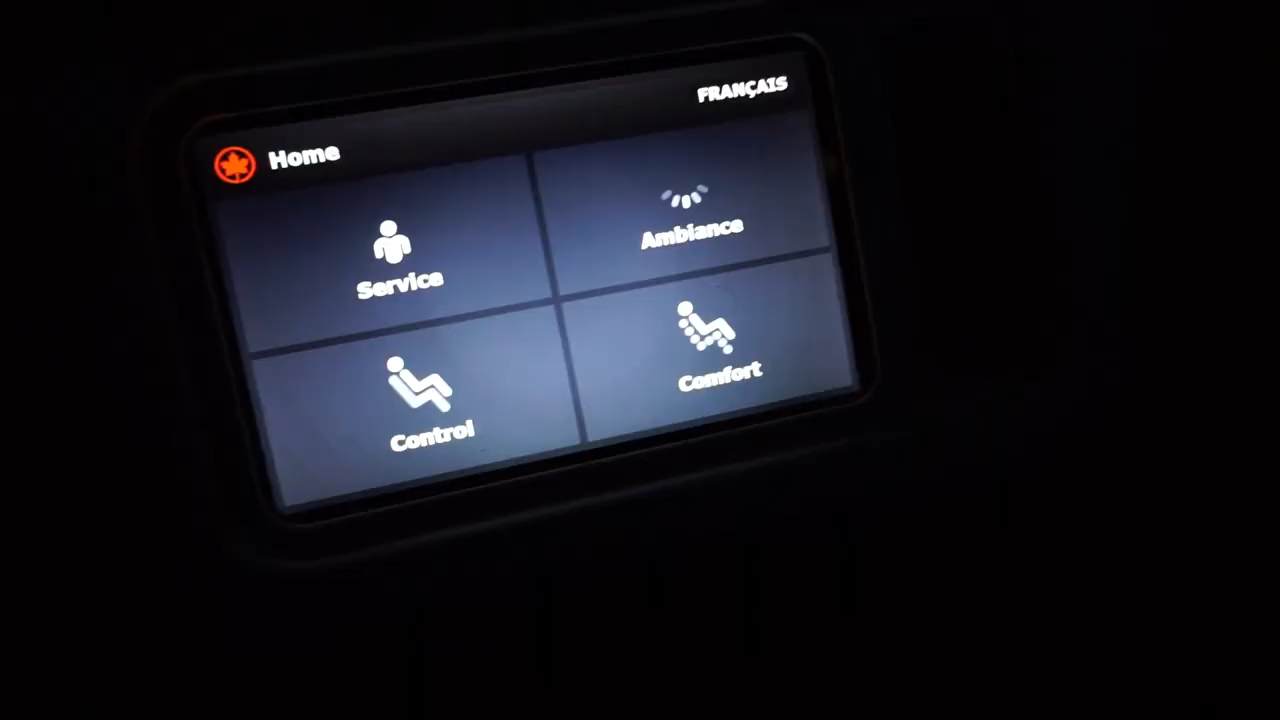 FRANÇAIS
Home
Service
Ambiance
Control
Comfort